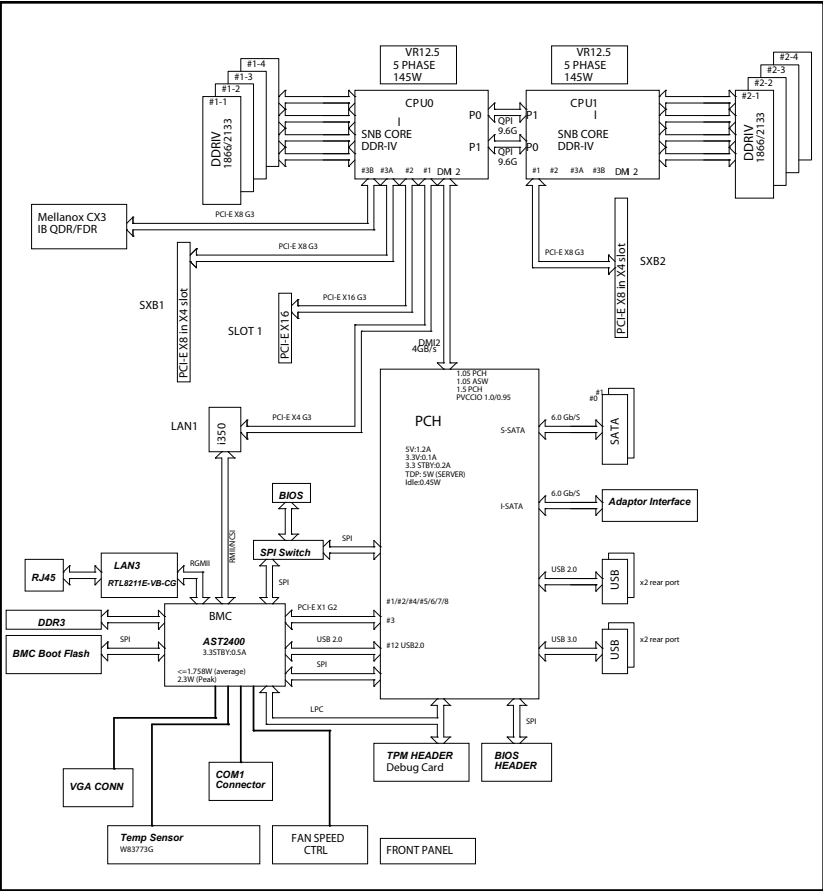 VR12.5
5 PHASE
145W
VR12.5
5 PHASE
145W
#1-4
#1-3
#1-2
#1-1
DDRIV
1866/2133
#2-4
#2-3
#2-2
#2-1
DDRIV
1866/2133
CPU0
I
SNB CORE
DDR-IV
P0
P1
#3B #3A #2 #1 DMI 2
QPI
9.6G
QPI
9.6G
CPU1
P1
I
SNB CORE
DDR-IV
P0
#1 #2 #3A #3B DMI 2
PCI-E X8 G3
Mellanox CX3
IB QDR/FDR
PCI-E X8 G3
SXB1
PCI-E X8 in X4 slot
PCI-E X16 G3
SLOT 1
PCI-E X16
PCI-E X8 G3
SXB2
PCI-E X8 in X4 slot
DMI2
4GB/s
1.05 PCH
1.05 ASW
1.5 PCH
PVCCIO 1.0/0.95
PCH
5V:1.2A
3.3V:0.1A
3.3 STBY:0.2A
TDP: 5W (SERVER)
Idle:0.45W
S-SATA
6.0 Gb/S
#1
#0
SATA
I-SATA
6.0 Gb/S
Adaptor Interface
USB 2.0
USB
x2 rear port
USB 3.0
USB
x2 rear port
LAN1
i350
PCI-E X4 G3
RMII/NCSI
BIOS
SPI Switch
SPI
SPI
RJ45
LAN3
RTL8211E-VB-CG
RGMII
DDR3
SPI
BMC Boot Flash
BMC
AST2400
3.3STBY:0.5A
<=1.758W (average)
2.3W (Peak)
PCI-E X1 G2
#1/#2/#4/#5/6/7/8
#3
USB 2.0
#12 USB2.0
SPI
LPC
SPI
TPM HEADER
Debug Card
BIOS
HEADER
VGA CONN
COM1
Connector
Temp Sensor
W83773G
FAN SPEED
CTRL
FRONT PANEL